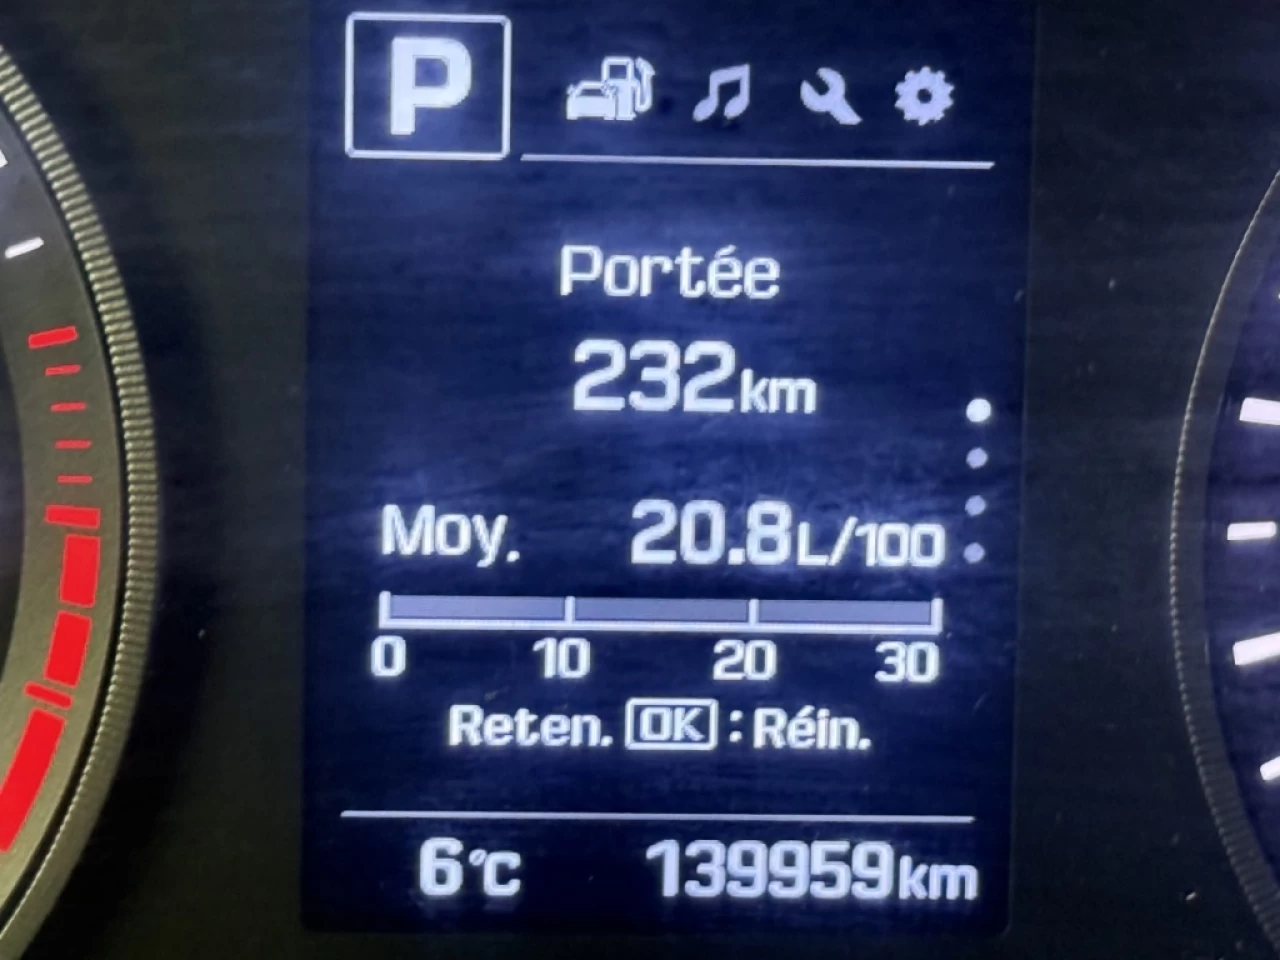 P
Portée
232km
Moy. 20.8L/100
0 10 20 30
Reten. OK : Réin.
6°C 139959km